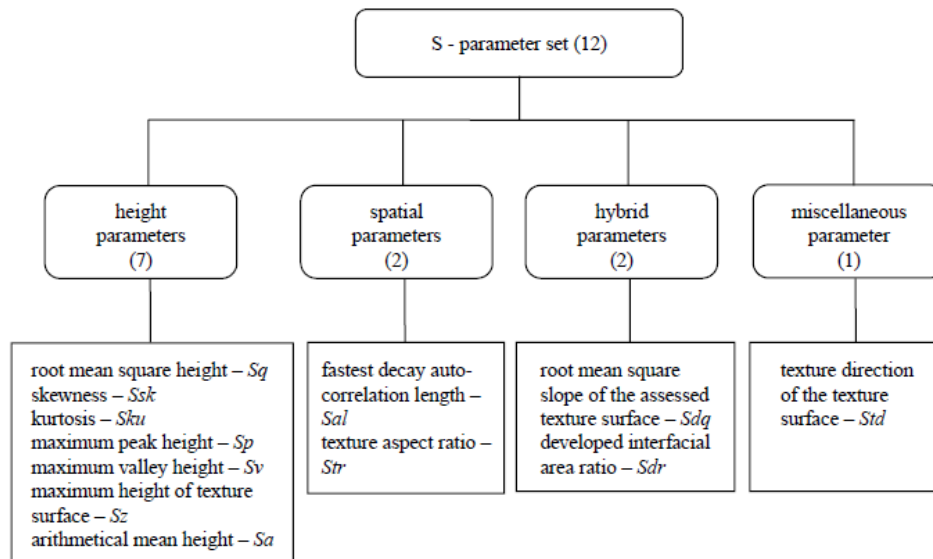 S - parameter set (12)
height
parameters
(7)
spatial
parameters
(2)
hybrid
parameters
(2)
miscellaneous
parameter
(1)
root mean square height – Sq
skewness – Ssk
kurtosis – Sku
maximum peak height – Sp
maximum valley height – Sv
maximum height of texture
surface – Sz
arithmetical mean height – Sa
fastest decay auto-
correlation length –
Sal
texture aspect ratio –
Str
root mean square
slope of the assessed
texture surface – Sdq
developed interfacial
area ratio – Sdr
texture direction
of the texture
surface – Std